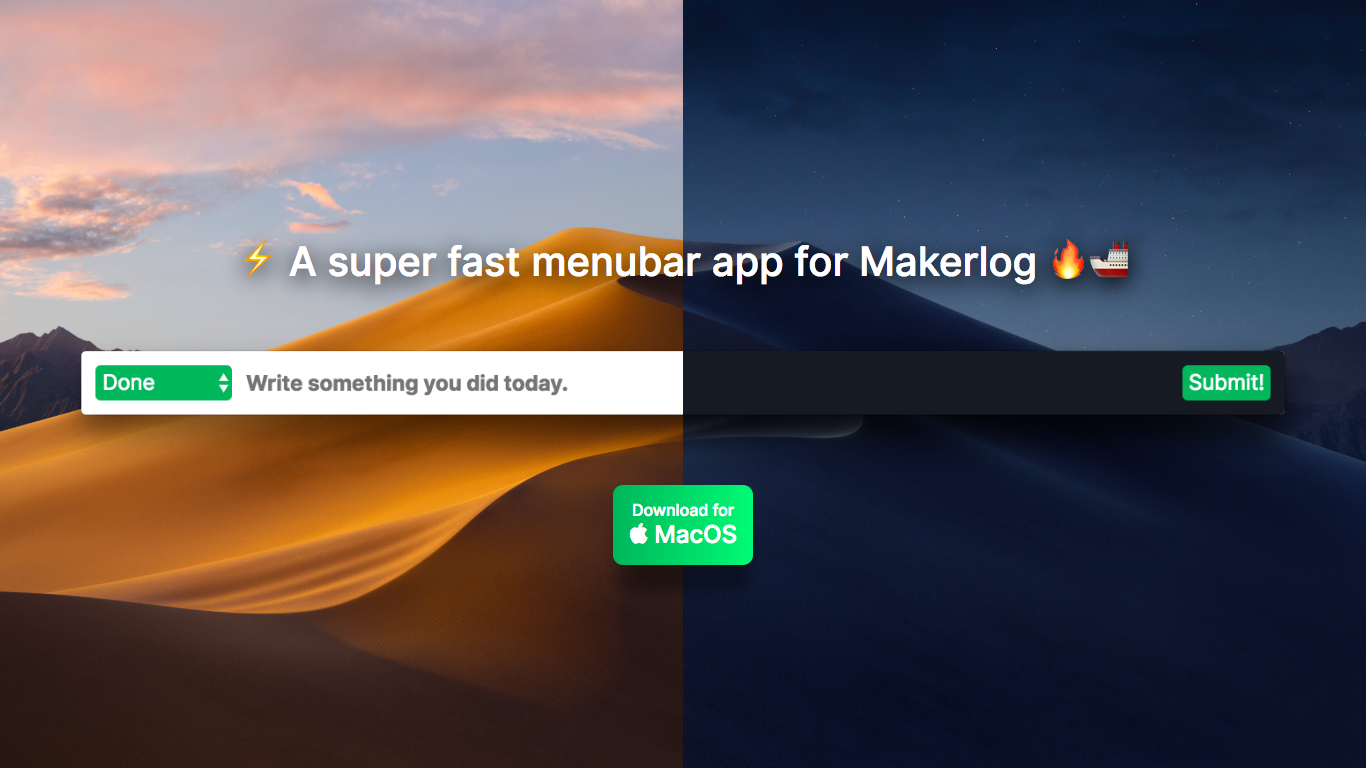 ⚡ A super fast menubar app for Makerlog 🔥🚢
Done Write something you did today. Submit!
Download for
MacOS